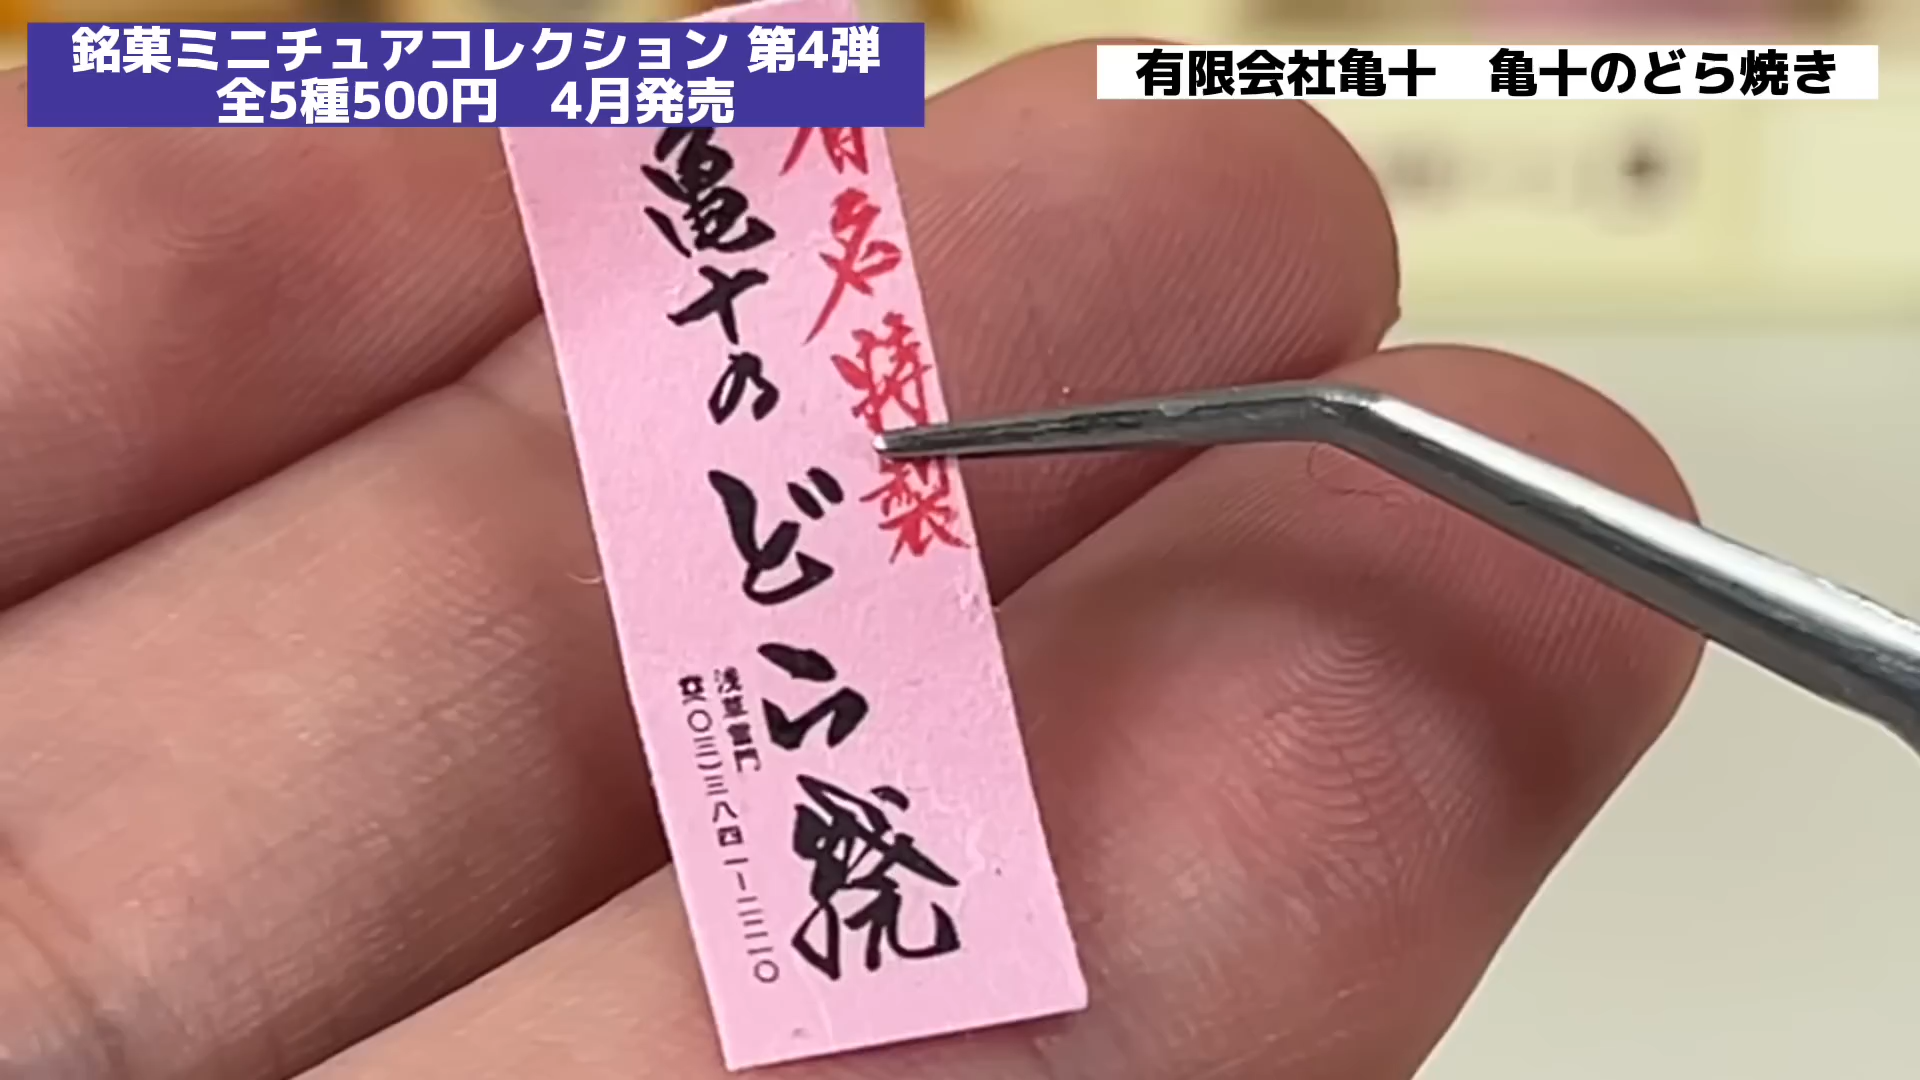 銘菓ミニチュアコレクション 第4弾
全5種500円　4月発売
有限会社亀十　亀十のどら焼き
有名特製
亀十の
どら焼
浅草雷門
〇三(三八四一)二二一〇